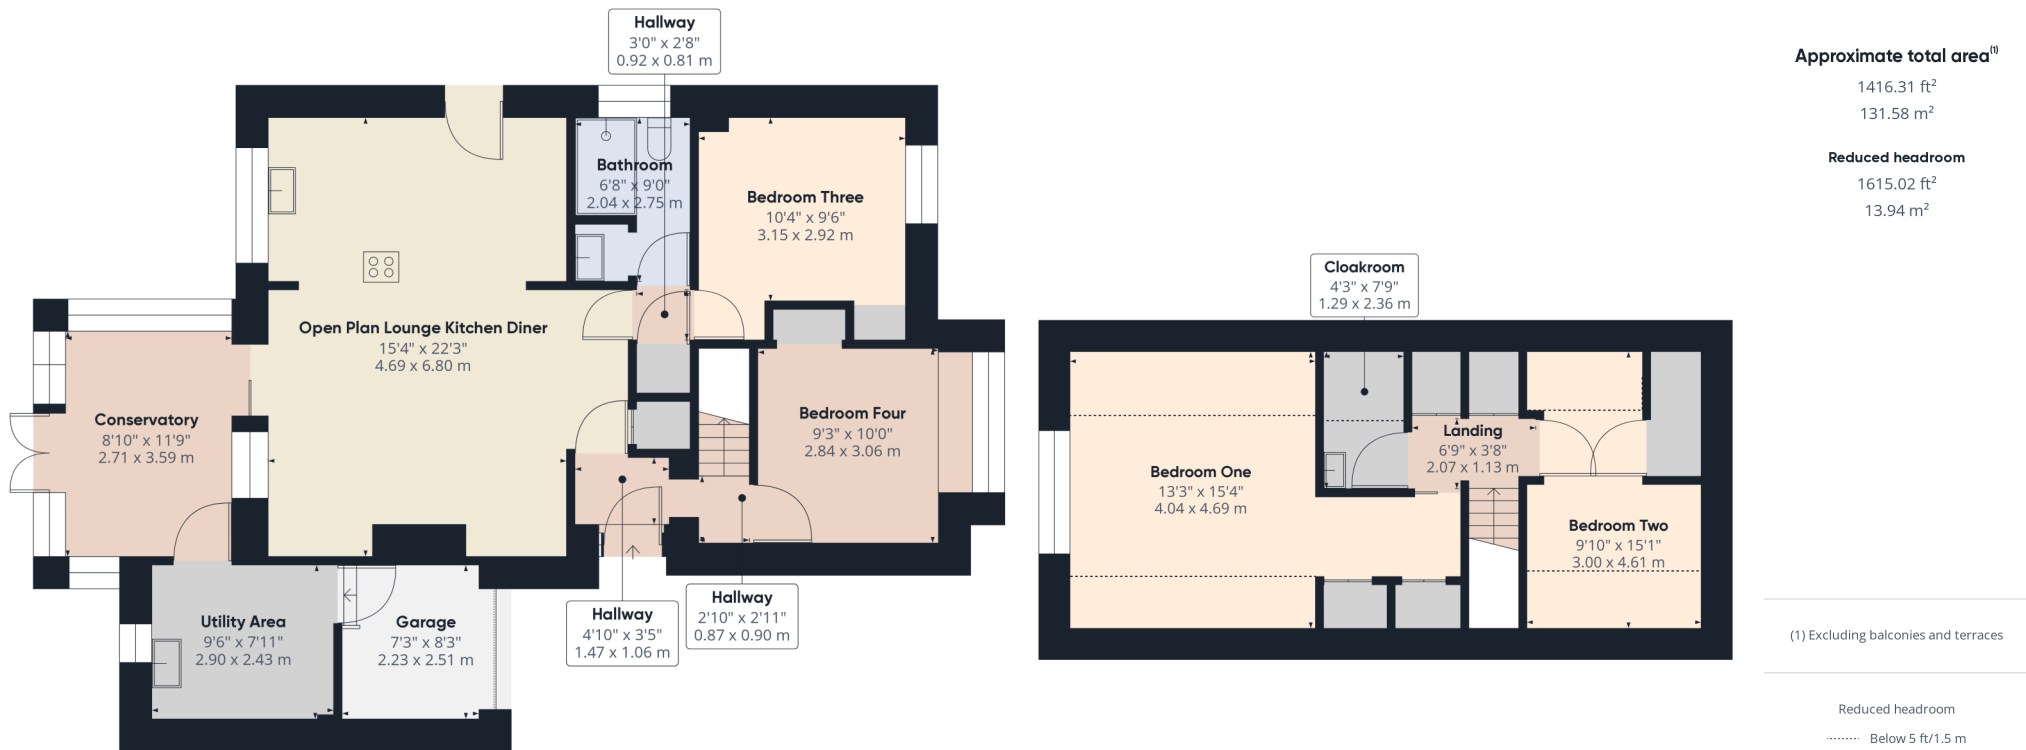 Hallway
3'0" x 2'8"
0.92 x 0.81 m
Bathroom
6'8" x 9'0"
2.04 x 2.75 m
Bedroom Three
10'4" x 9'6"
3.15 x 2.92 m
Open Plan Lounge Kitchen Diner
15'4" x 22'3"
4.69 x 6.80 m
Conservatory
8'10" x 11'9"
2.71 x 3.59 m
Bedroom Four
9'3" x 10'0"
2.84 x 3.06 m
Utility Area
9'6" x 7'11"
2.90 x 2.43 m
Garage
7'3" x 8'3"
2.23 x 2.51 m
Hallway
4'10" x 3'5"
1.47 x 1.06 m
Hallway
2'10" x 2'11"
0.87 x 0.90 m
Cloakroom
4'3" x 7'9"
1.29 x 2.36 m
Landing
6'9" x 3'8"
2.07 x 1.13 m
Bedroom One
13'3" x 15'4"
4.04 x 4.69 m
Bedroom Two
9'10" x 15'1"
3.00 x 4.61 m
Approximate total area⁽¹⁾
1416.31 ft²
131.58 m²
Reduced headroom
1615.02 ft²
13.94 m²
(1) Excluding balconies and terraces
Reduced headroom
Below 5 ft/1.5 m